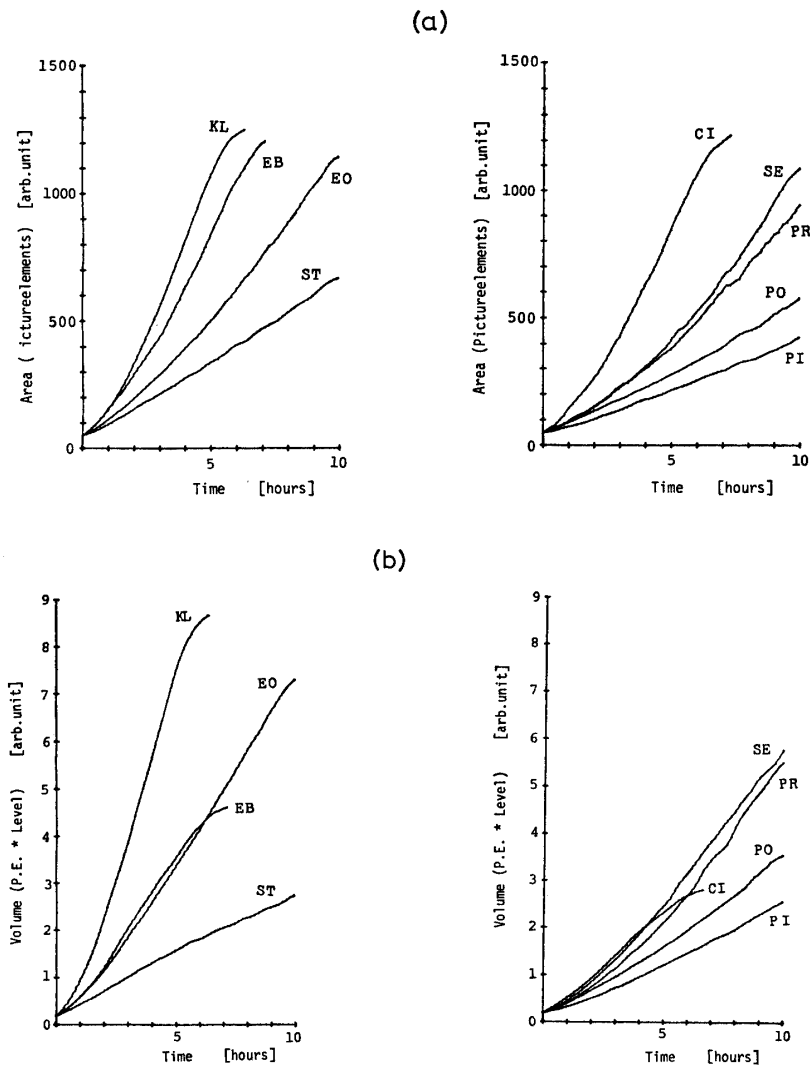 (a)
1500
1000
500
0
Area ( ictureelements) [arb.unit]
KL
EB
EO
ST
5
10
Time [hours]
1500
1000
500
0
Area (Pictureelements) [arb.unit]
CI
SE
PR
PO
PI
5
10
Time [hours]
(b)
9
8
7
6
5
4
3
2
1
0
Volume (P.E. * Level) [arb.unit]
KL
EO
EB
ST
5
10
Time [hours]
9
8
7
6
5
4
3
2
1
0
Volume (P.E. * Level) [arb.unit]
SE
PR
PO
CI
PI
5
10
Time [hours]